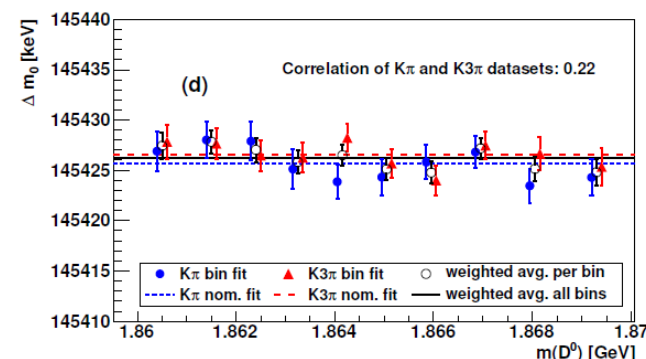 Δ m₀ [keV]
145440
145438
145430
145425
145420
145411
145410
(d)
Correlation of Kπ and K3π datasets: 0.22
Kπ bin fit
K3π bin fit
weighted avg. per bin
Kπ nom. fit
K3π nom. fit
weighted avg. all bins
1.86
1.862
1.864
1.866
1.868
1.87
m(D⁰) [GeV]